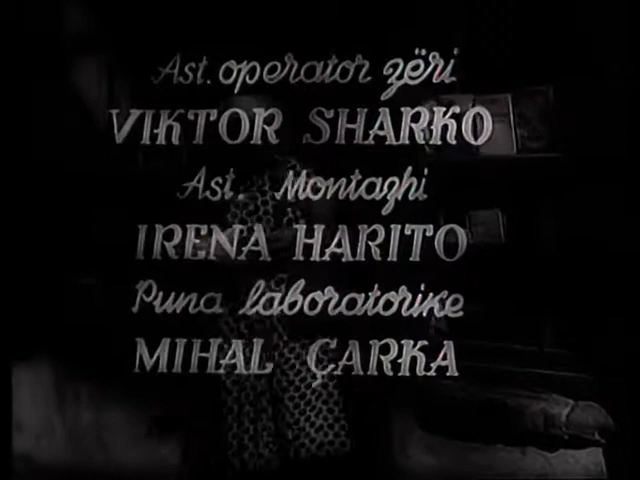 Ast. operator zëri
VIKTOR SHARKO
Ast. Montazhi
IRENA HARITO
Puna laboratorike
MIHAL ÇARKA